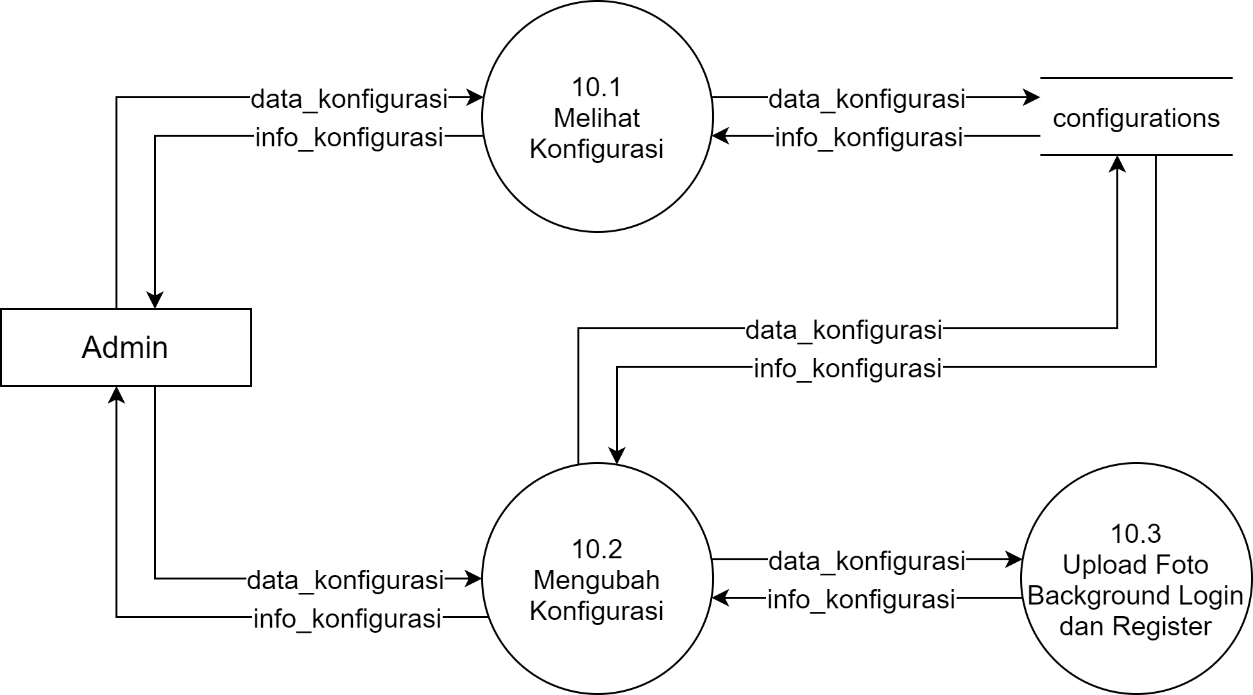 10.1
Melihat
Konfigurasi
data_konfigurasi
info_konfigurasi
data_konfigurasi
info_konfigurasi
configurations
Admin
data_konfigurasi
info_konfigurasi
10.2
Mengubah
Konfigurasi
data_konfigurasi
info_konfigurasi
data_konfigurasi
info_konfigurasi
10.3
Upload Foto
Background Login
dan Register